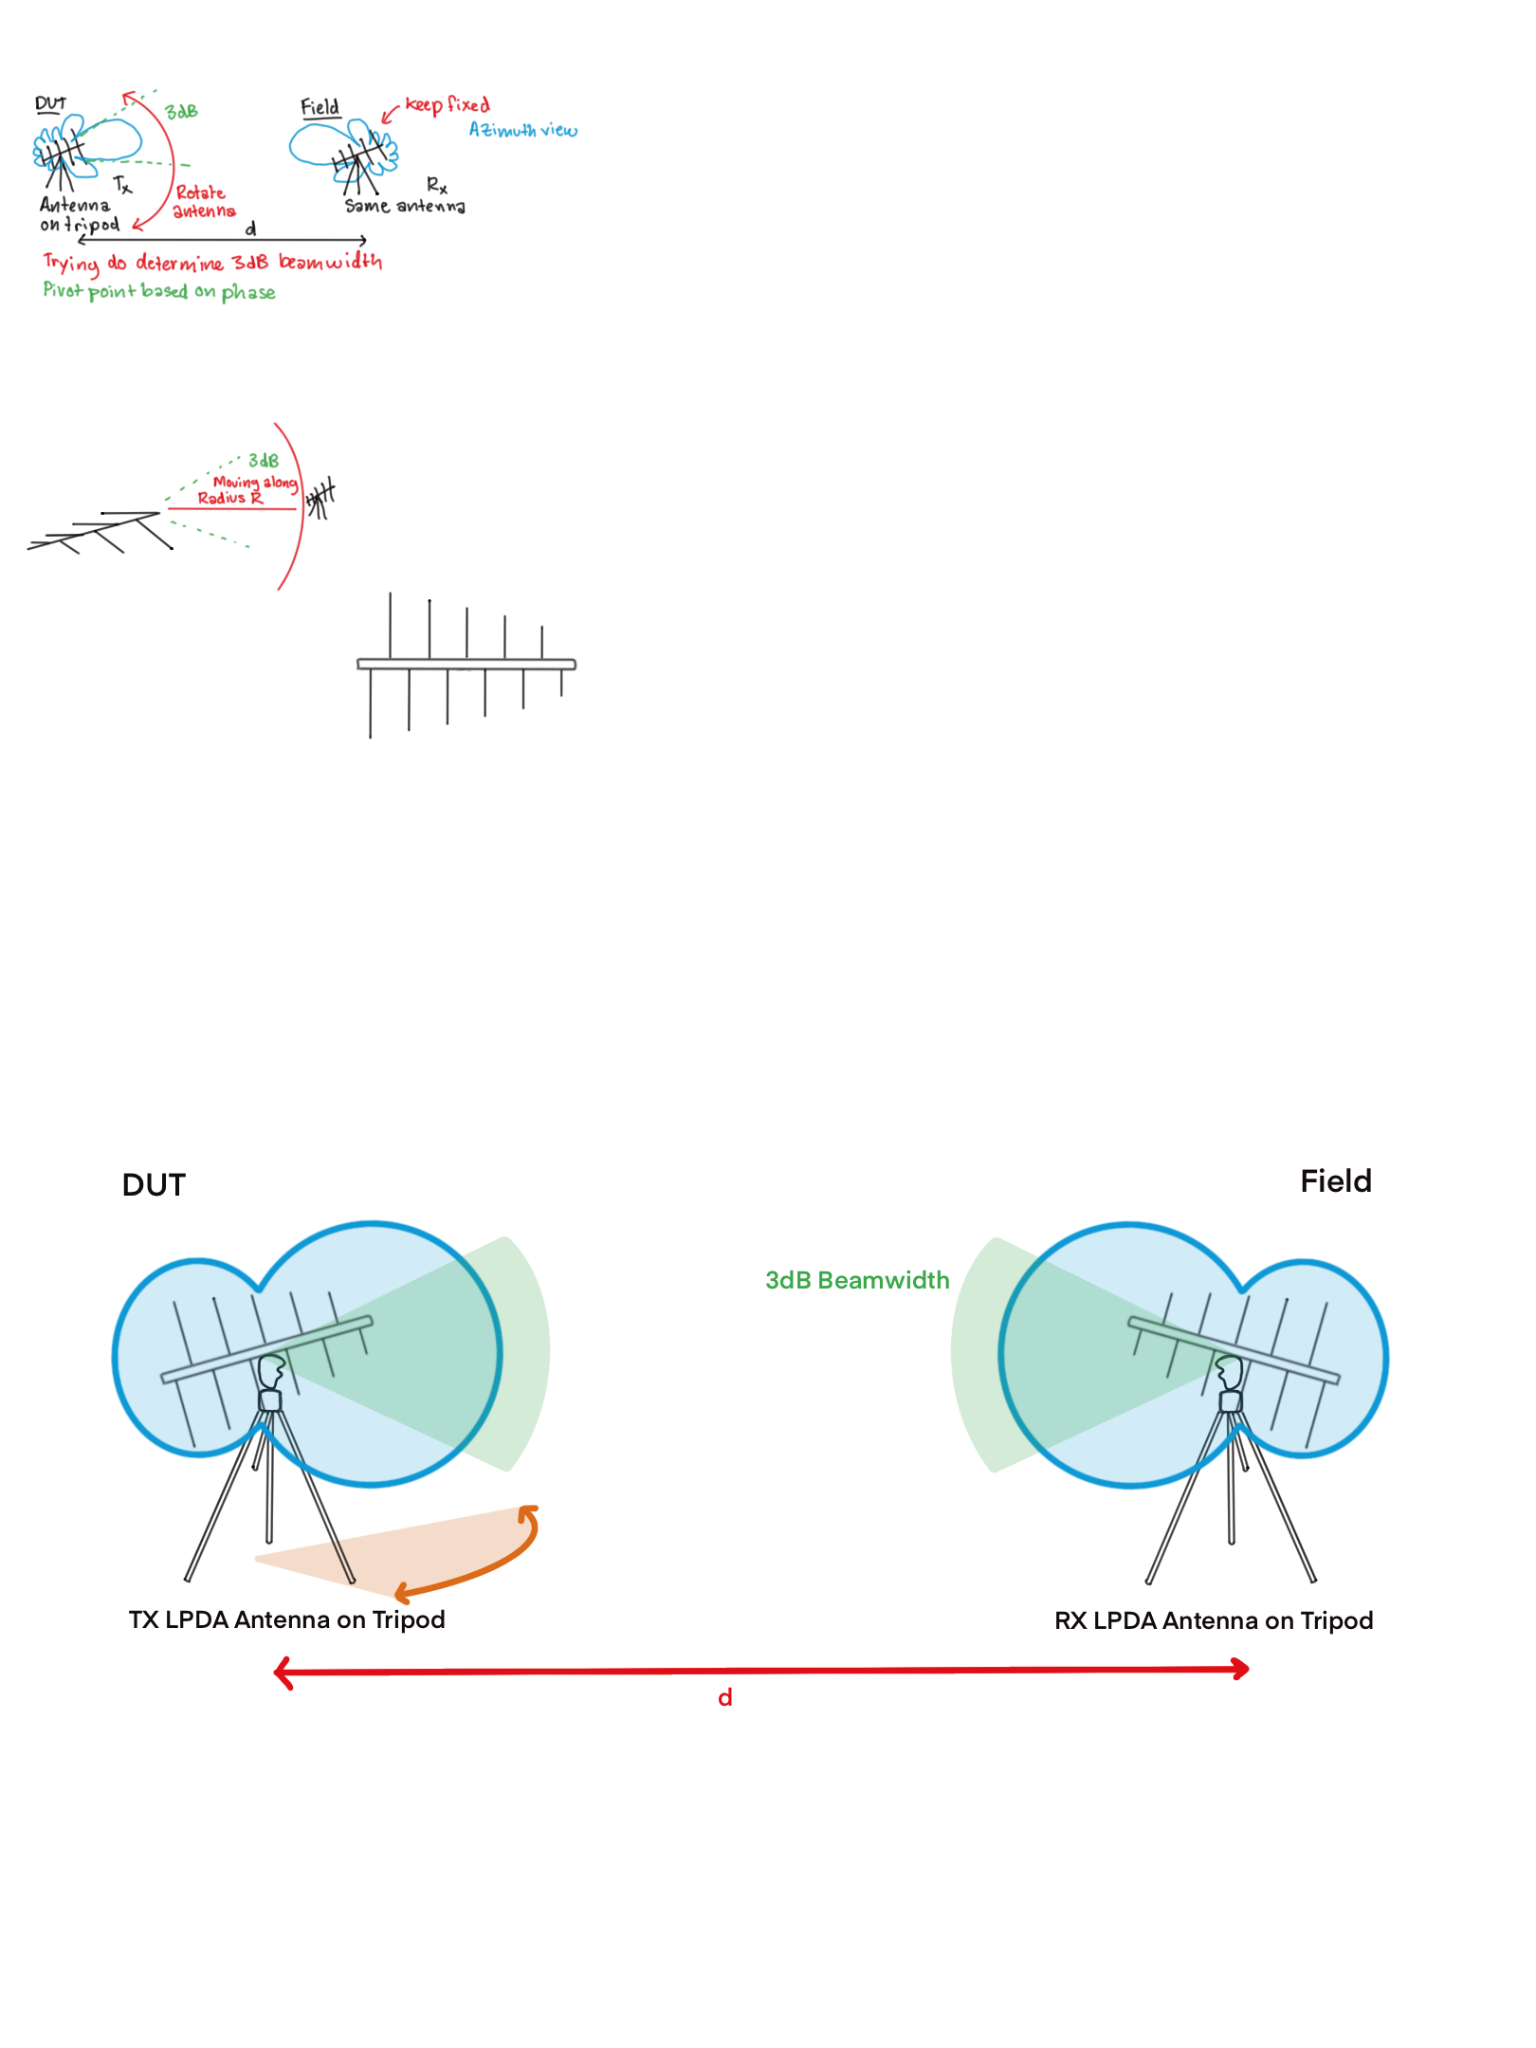 DUT
3dB
Field
keep fixed
Azimuth view
Tx
Rx
Rotate
antenna
Antenna
on tripod
Same antenna
d
Trying do determine 3dB beamwidth
Pivot point based on phase
3dB
Moving along
Radius R
DUT
Field
3dB Beamwidth
TX LPDA Antenna on Tripod
RX LPDA Antenna on Tripod
d